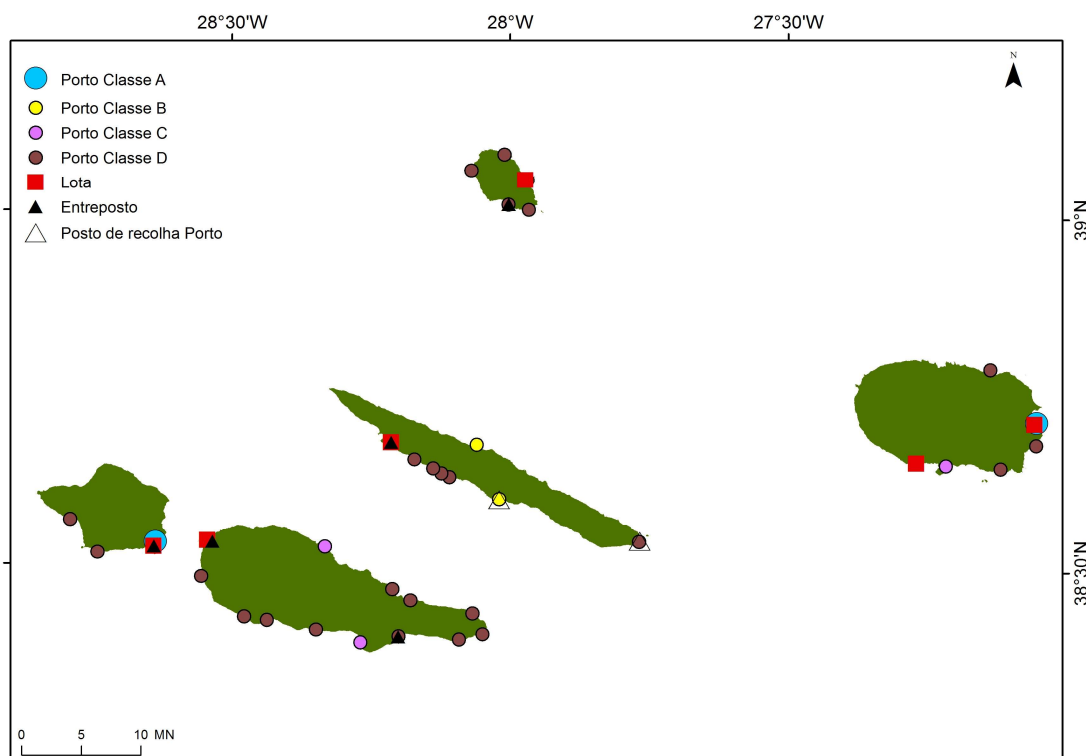 28°30'W 28°W 27°30'W
N
Porto Classe A
Porto Classe B
Porto Classe C
Porto Classe D
Lota
Entreposto
Posto de recolha Porto
39°N
38°30'N
0 5 10 MN